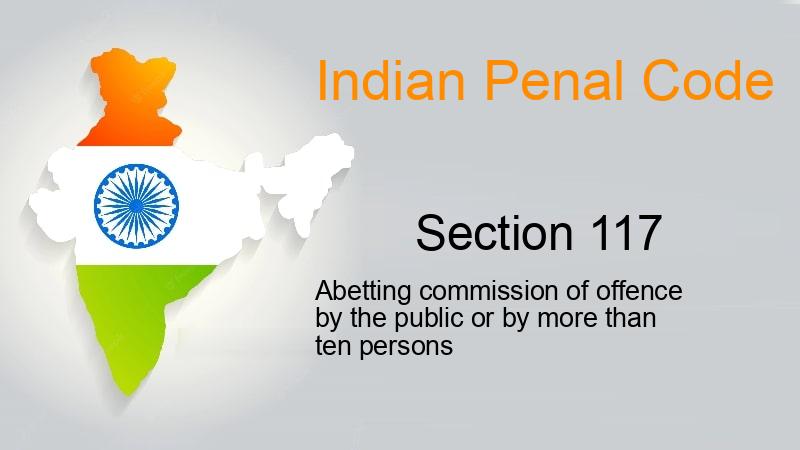 Indian Penal Code
Section 117
Abetting commission of offence
by the public or by more than
ten persons